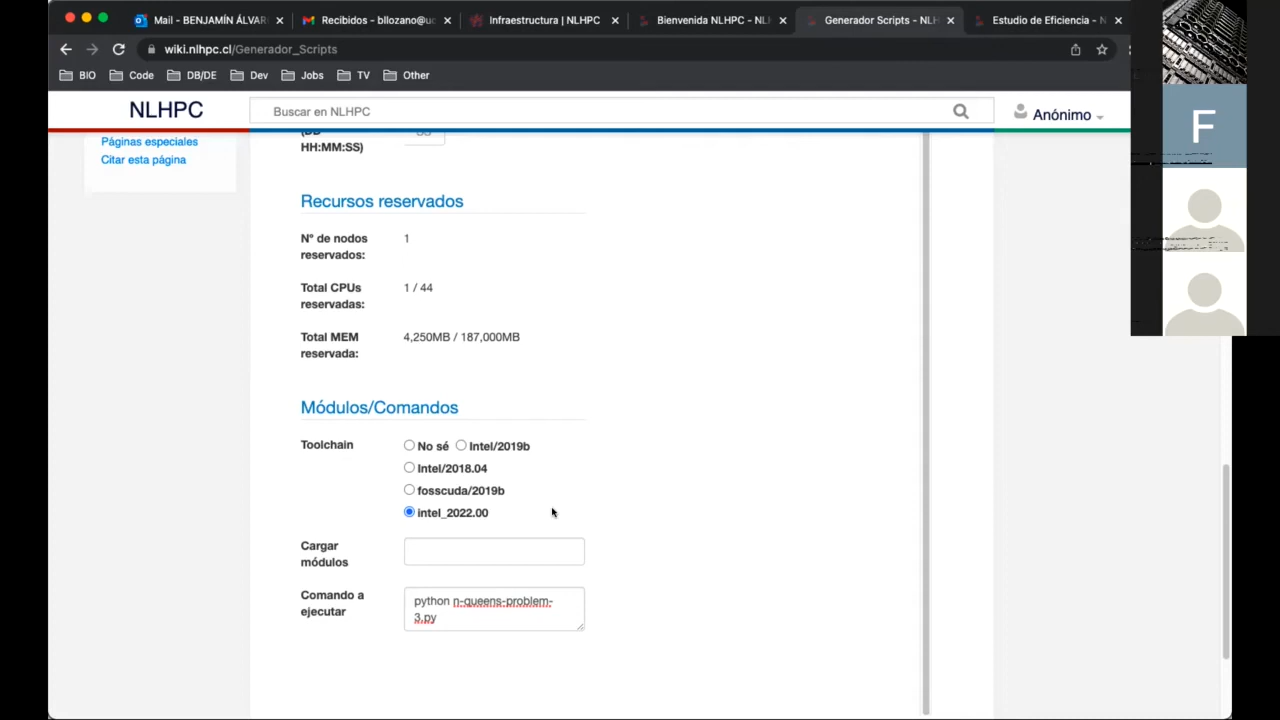 Mail - BENJAMÍN ÁLVAR
Recibidos - bllozano@uc
Infraestructura | NLHPC
Bienvenida NLHPC - NL
Generador Scripts - NLH
Estudio de Eficiencia - N
wiki.nlhpc.cl/Generador_Scripts
BIO
Code
DB/DE
Dev
Jobs
TV
Other
NLHPC
Buscar en NLHPC
Anónimo
F
Páginas especiales
Citar esta página
HH:MM:SS)
Recursos reservados
N° de nodos
reservados:
1
Total CPUs
reservadas:
1 / 44
Total MEM
reservada:
4,250MB / 187,000MB
Módulos/Comandos
Toolchain
No sé
Intel/2019b
Intel/2018.04
fosscuda/2019b
intel_2022.00
Cargar
módulos
Comando a
ejecutar
python n-queens-problem-
3.py